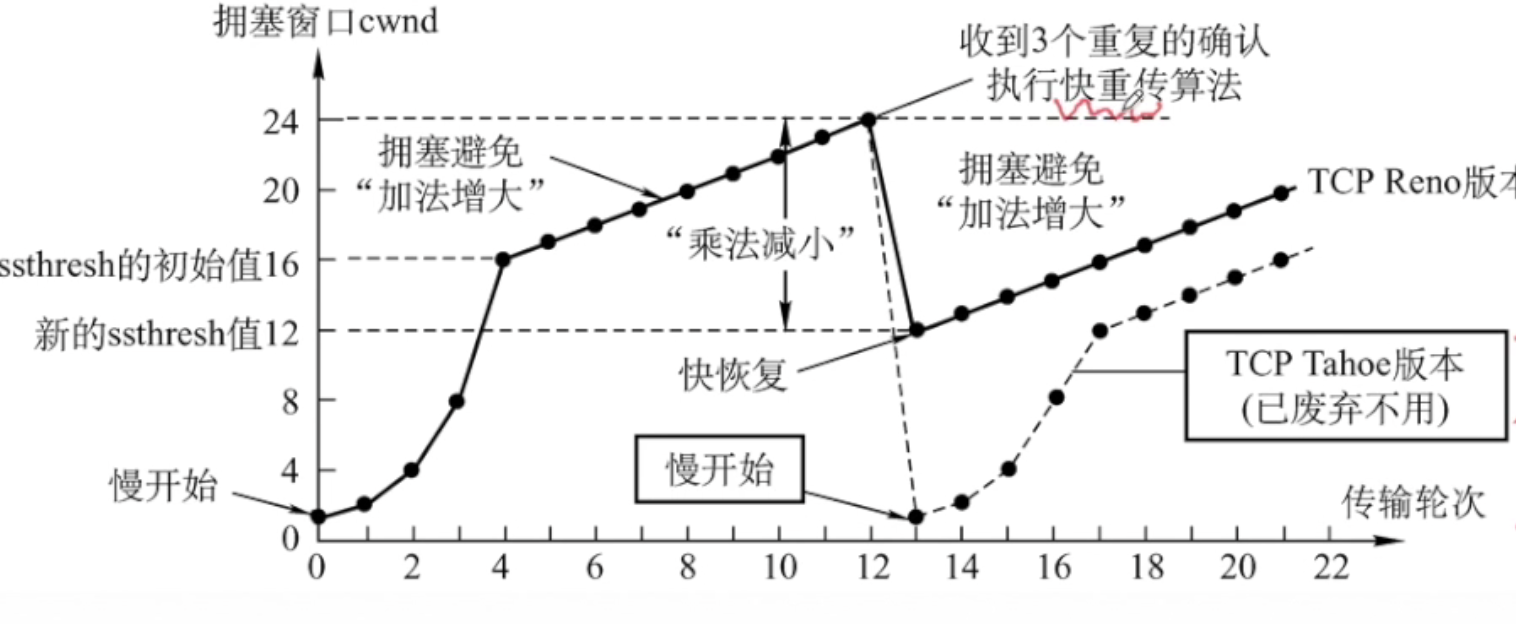 拥塞窗口cwnd
收到3个重复的确认
执行快重传算法
24
拥塞避免
“加法增大”
拥塞避免
“加法增大”
TCP Reno版本
20
“乘法减小”
ssthresh的初始值16
新的ssthresh值12
快恢复
TCP Tahoe版本
(已废弃不用)
8
4
慢开始
慢开始
传输轮次
0
0 2 4 6 8 10 12 14 16 18 20 22